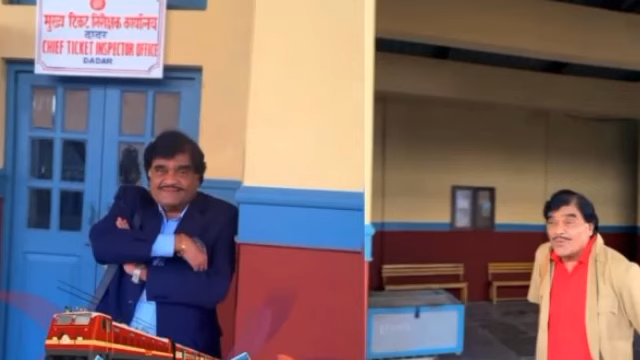 मुख्य टिकट निरीक्षक कार्यालय
दादर
CHIEF TICKET INSPECTOR OFFICE
DADAR